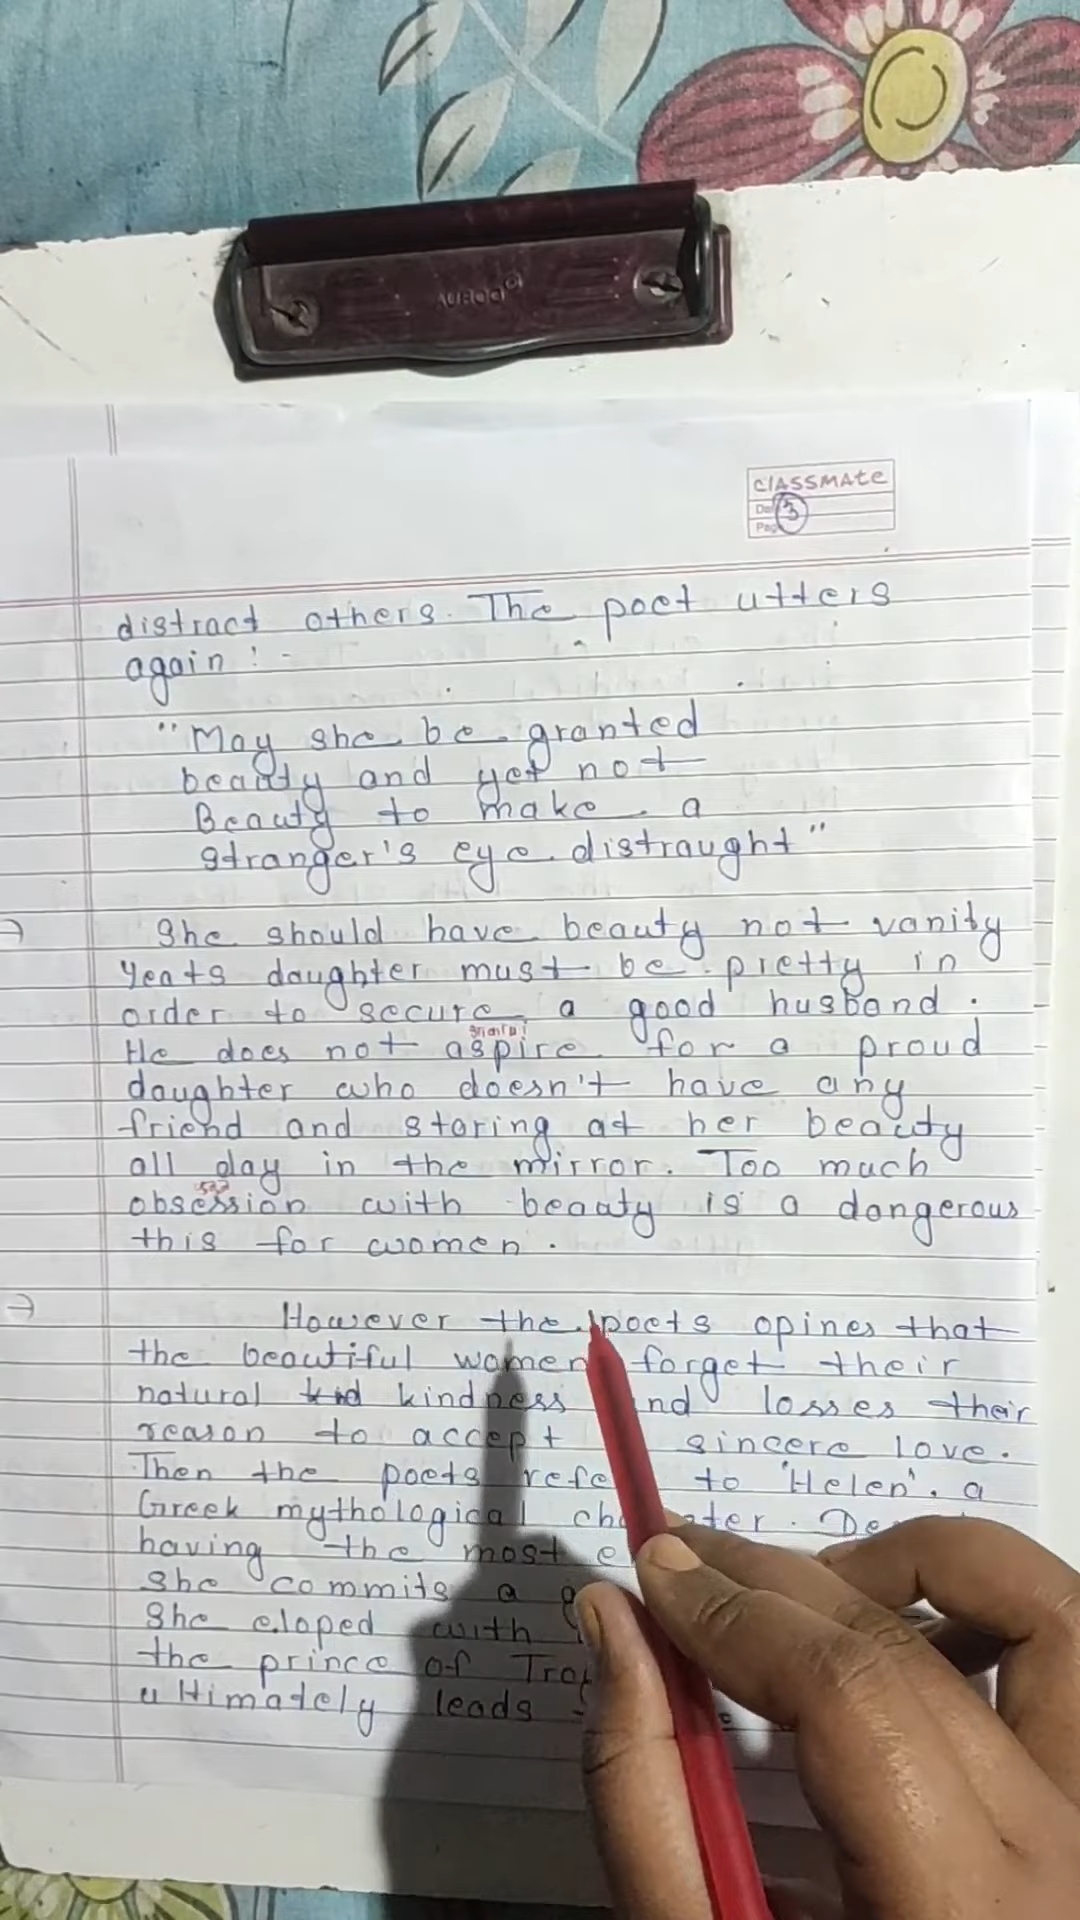 AUROO
CLASSMATE
3
distract others. The poet utters
again :-
"May she be granted
beauty and yet not
Beauty to make a
stranger's eye distraught"
→ She should have beauty not vanity
Yeats daughter must be pretty in
order to secure a good husband.
He does not aspire for a proud
daughter who doesn't have any
friend and staring at her beauty
all day in the mirror. Too much
obsession with beauty is a dangerous
this for women.
→ However the poets opines that
the beautiful women forget their
natural kindness and losses their
reason to accept sincere love.
Then the poets refe to 'Helen'. a
Greek mythological ch ter.
having the most
She commits a
She eloped with
the prince of Troy
ultimately leads